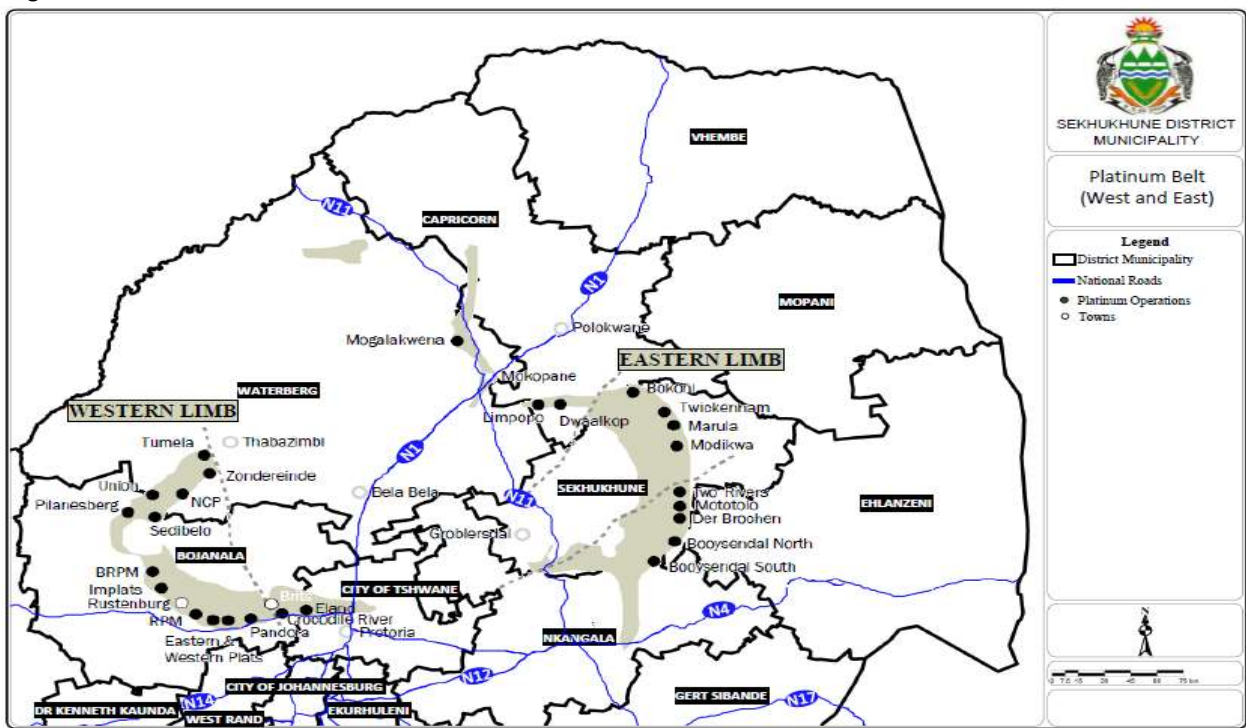 SEKHUKHUNE DISTRICT
MUNICIPALITY
Platinum Belt
(West and East)
Legend
District Municipality
National Roads
Platinum Operations
Towns
VHEMBE
N11
CAPRICORN
N1
MOPANI
Polokwane
Mogalakwena
EASTERN LIMB
Mokopane
Bokoni
WATERBERG
Limpopo
Dwaalkop
Twickenham
WESTERN LIMB
Marula
Tumela
Thabazimbi
Modikwa
N1
Zondereinde
Union
NCP
Bela Bela
SEKHUKHUNE
Two Rivers
N11
Mototolo
EHLANZENI
Pilanesberg
Der Brochen
Sedibelo
Groblersdal
Booysendal North
BOJANALA
Booysendal South
BRPM
CITY OF TSHWANE
Implats
Rustenburg
Brits
Eland
N4
RPM
Crocodile River
Pandora
Pretoria
NKANGALA
Eastern &
Western Plats
N12
CITY OF JOHANNESBURG
GERT SIBANDE
N14
DR KENNETH KAUNDA
WEST RAND
EKURHULENI
N17
N
75 km